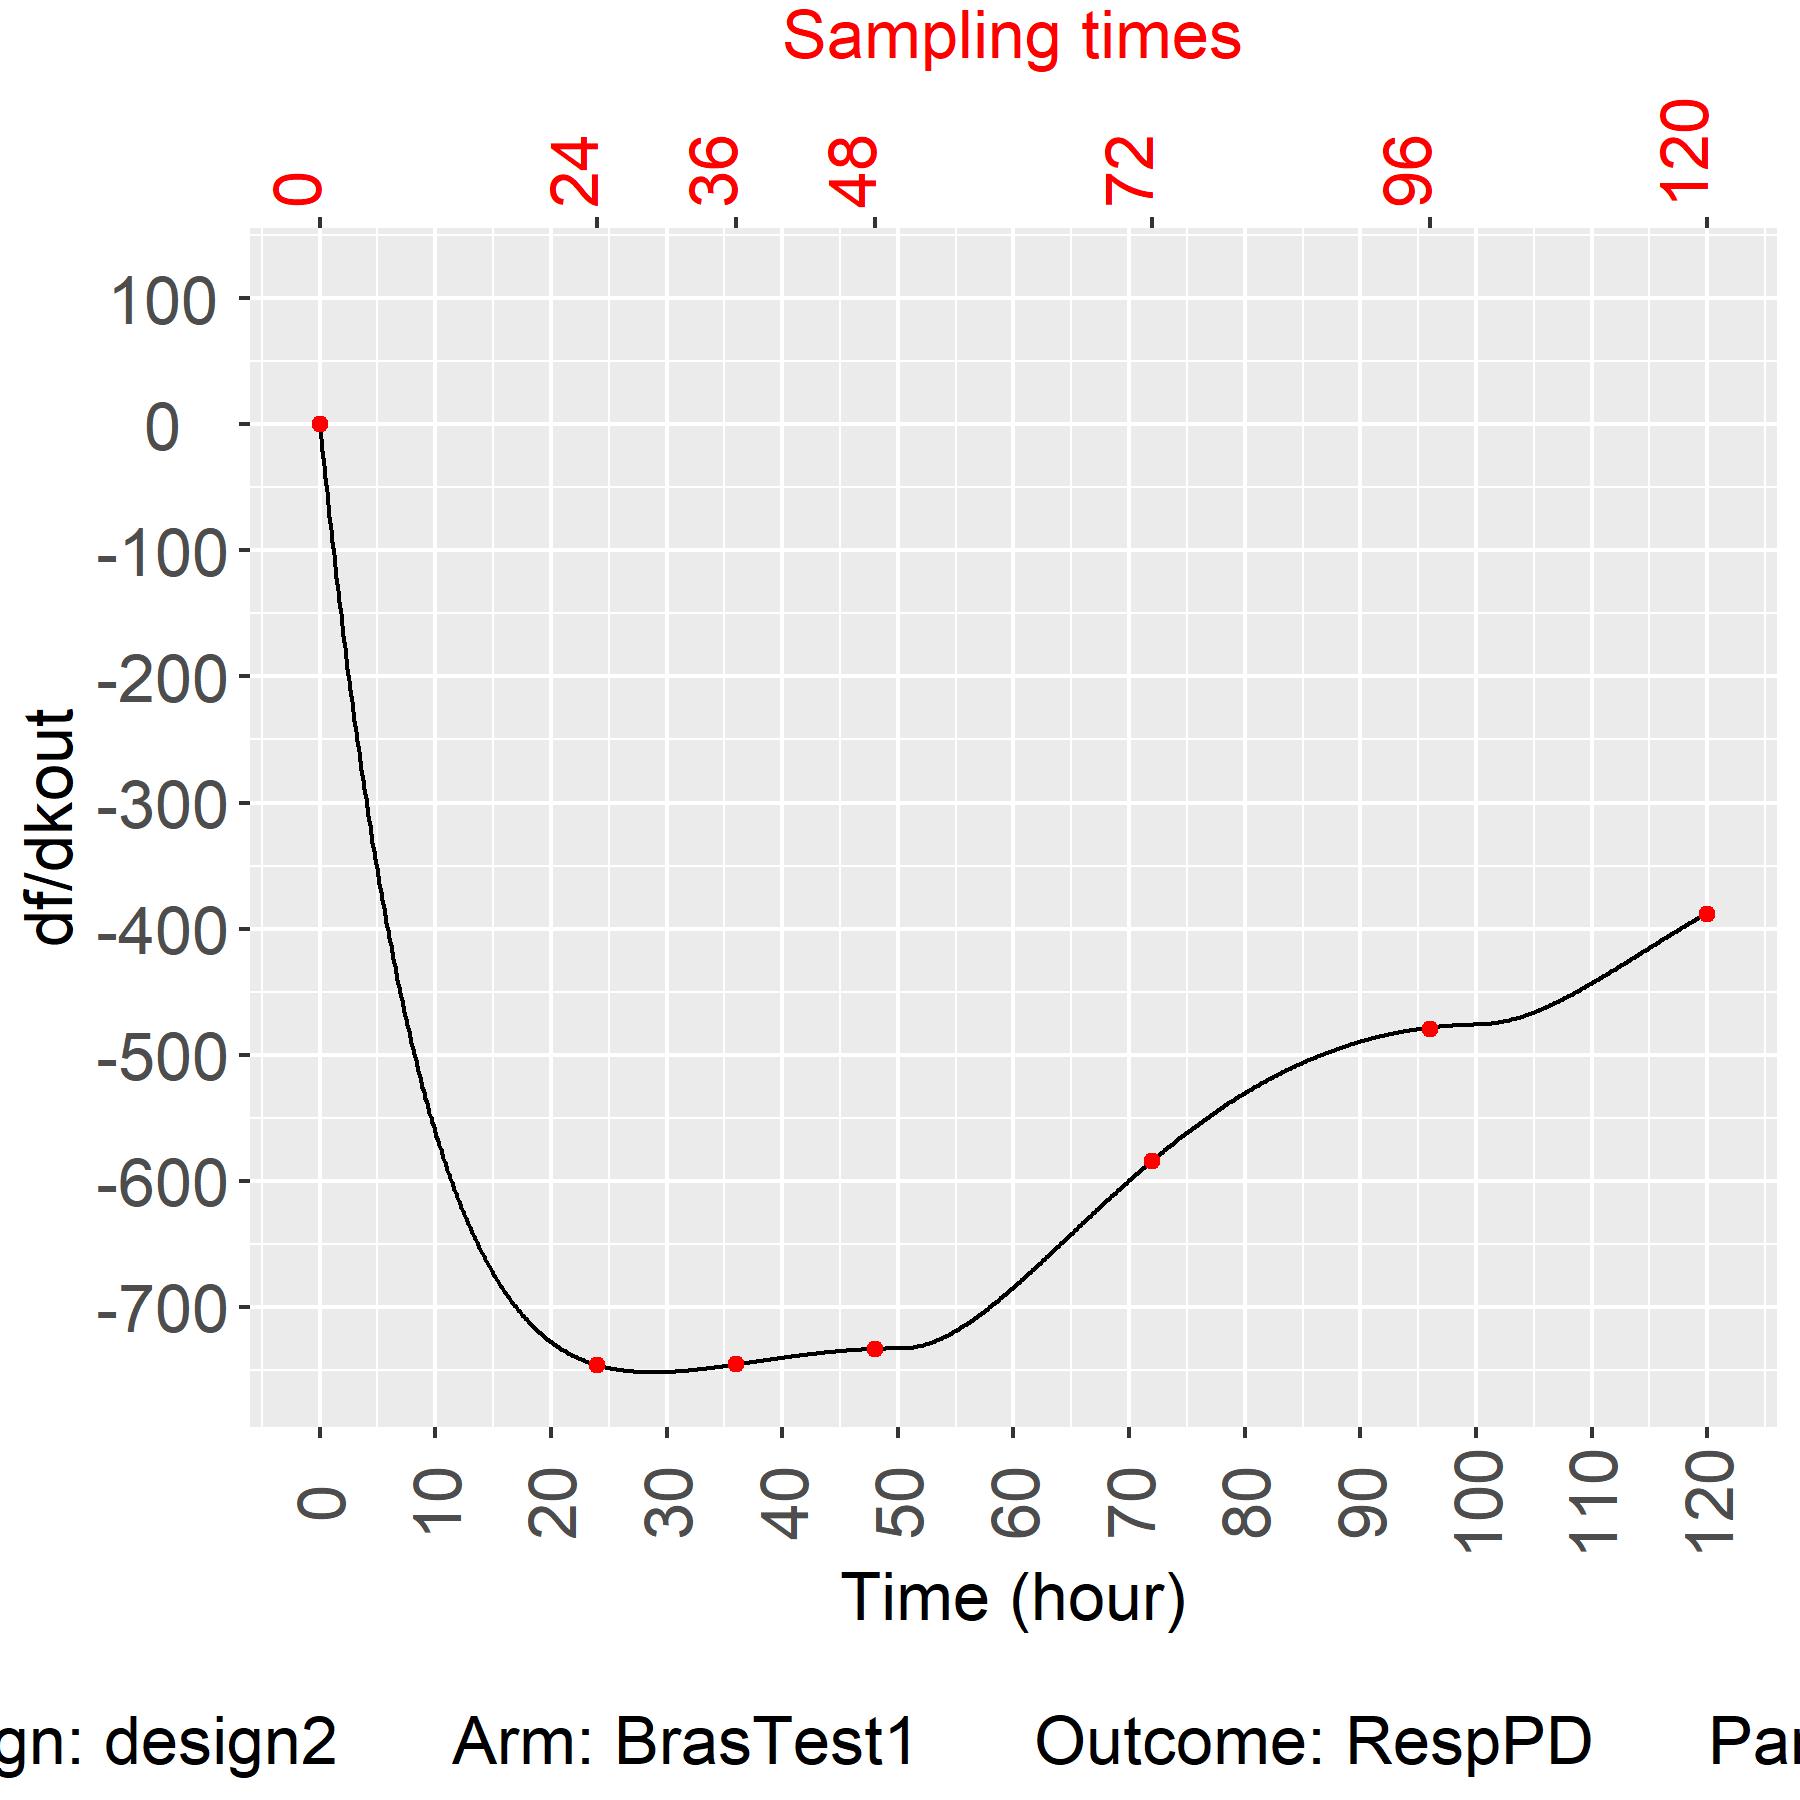 Sampling times
0 24 36 48 72 96 120
100
0
-100
-200
-300
-400
-500
-600
-700
df/dkout
0 10 20 30 40 50 60 70 80 90 100 110 120
Time (hour)
gn: design2 Arm: BrasTest1 Outcome: RespPD Par